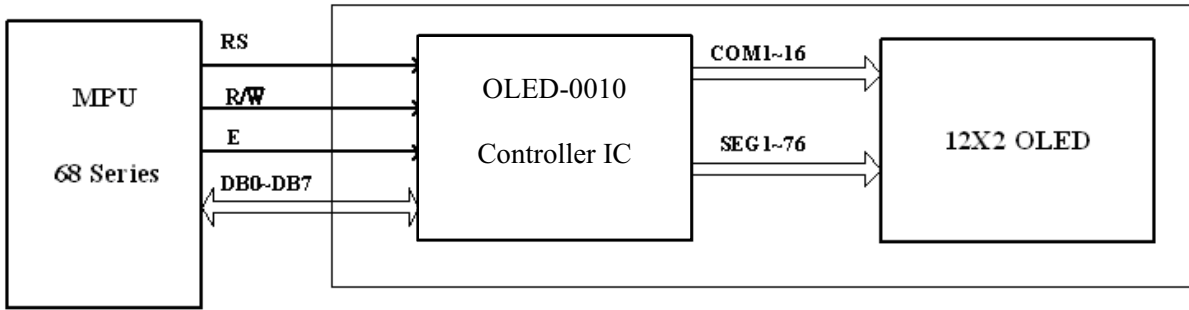 MPU
68 Series
RS
R/W̅
E
DB0~DB7
OLED-0010
Controller IC
COM1~16
SEG1~76
12X2 OLED